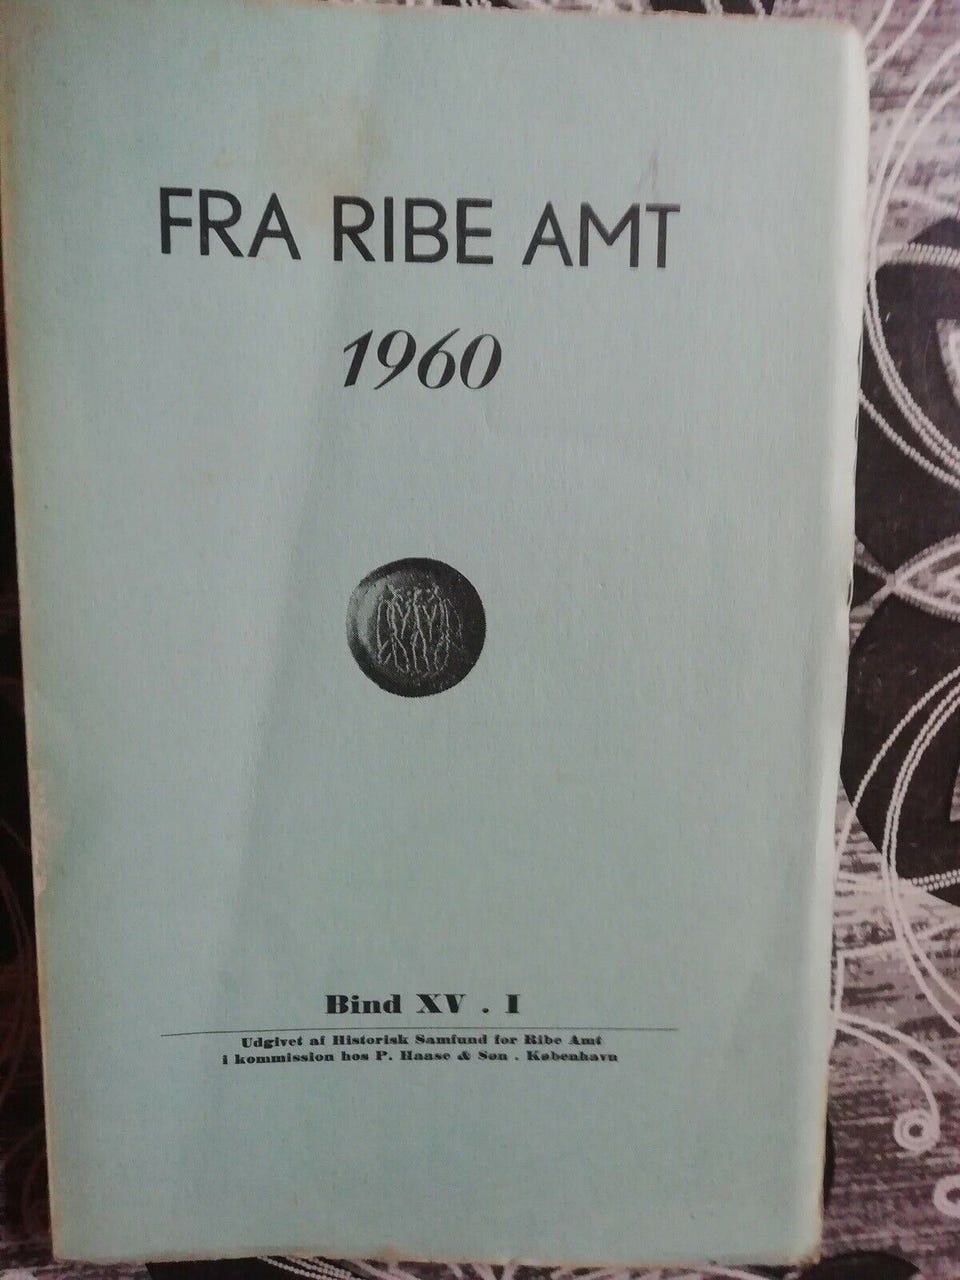 FRA RIBE AMT
1960
Bind XV . I
Udgivet af Historisk Samfund for Ribe Amt
i kommission hos P. Haase & Søn . København